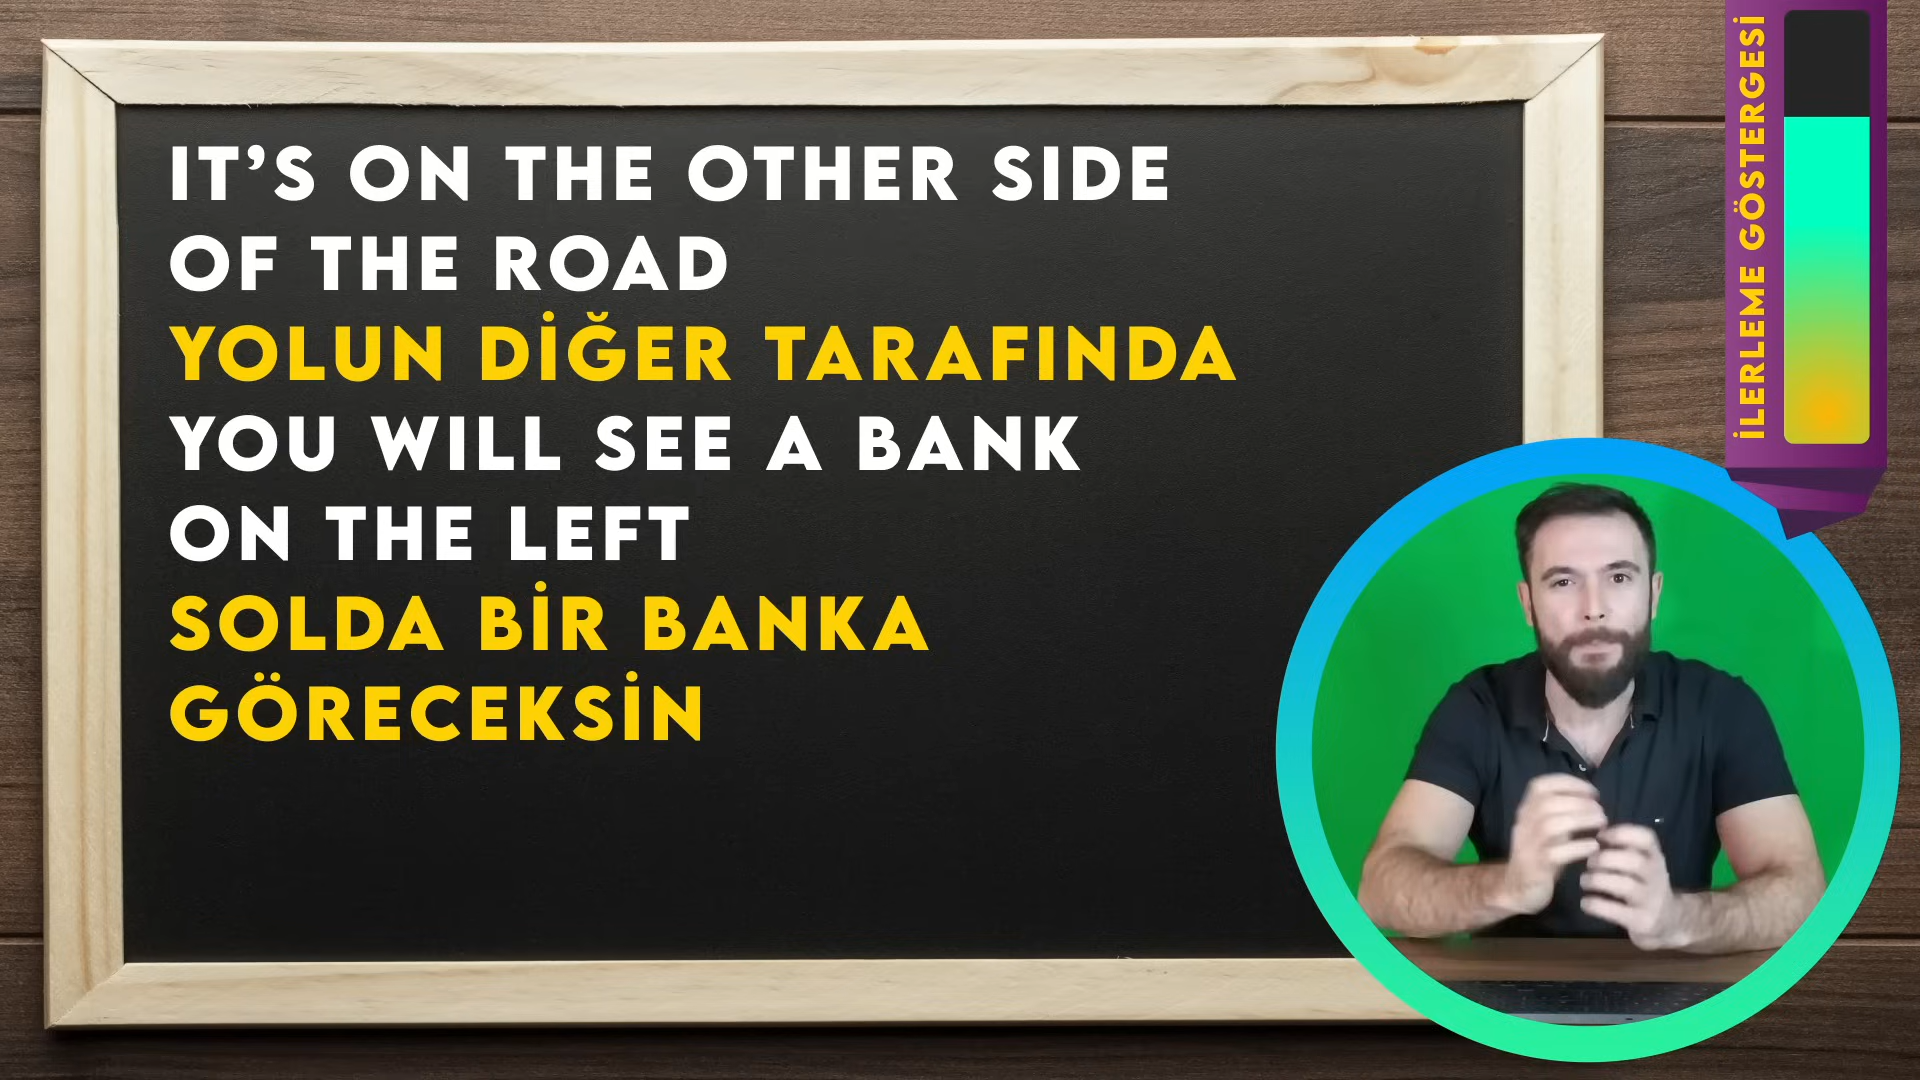 IT'S ON THE OTHER SIDE
OF THE ROAD
YOLUN DİĞER TARAFINDA
YOU WILL SEE A BANK
ON THE LEFT
SOLDA BİR BANKA
GÖRECEKSİN
İLERLEME GÖSTERGESİ